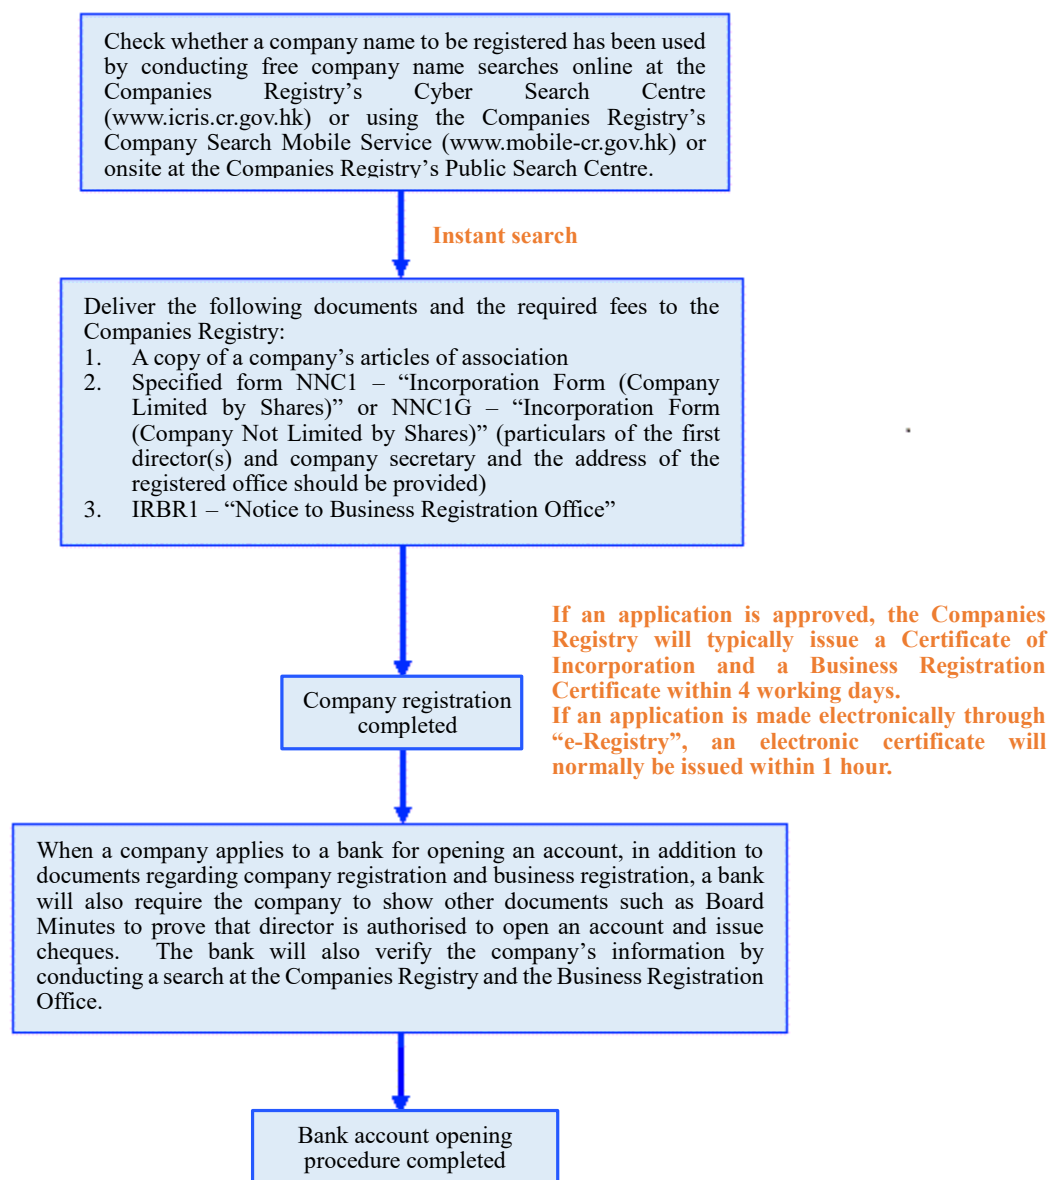 Check whether a company name to be registered has been used
by conducting free company name searches online at the
Companies Registry’s Cyber Search Centre
(www.icris.cr.gov.hk) or using the Companies Registry’s
Company Search Mobile Service (www.mobile-cr.gov.hk) or
onsite at the Companies Registry’s Public Search Centre.
Instant search
Deliver the following documents and the required fees to the
Companies Registry:
1. A copy of a company’s articles of association
2. Specified form NNC1 – “Incorporation Form (Company
Limited by Shares)” or NNC1G – “Incorporation Form
(Company Not Limited by Shares)” (particulars of the first
director(s) and company secretary and the address of the
registered office should be provided)
3. IRBR1 – “Notice to Business Registration Office”
If an application is approved, the Companies
Registry will typically issue a Certificate of
Incorporation and a Business Registration
Certificate within 4 working days.
If an application is made electronically through
“e-Registry”, an electronic certificate will
normally be issued within 1 hour.
Company registration
completed
When a company applies to a bank for opening an account, in addition to
documents regarding company registration and business registration, a bank
will also require the company to show other documents such as Board
Minutes to prove that director is authorised to open an account and issue
cheques. The bank will also verify the company’s information by
conducting a search at the Companies Registry and the Business Registration
Office.
Bank account opening
procedure completed